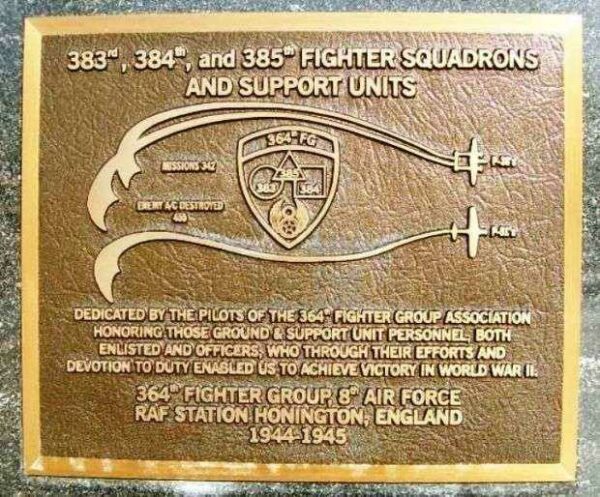 383rd, 384th, and 385th FIGHTER SQUADRONS
AND SUPPORT UNITS
364th FG
MISSIONS 342
385
383 384
8
ENEMY A/C DESTROYED
DEDICATED BY THE PILOTS OF THE 364th FIGHTER GROUP ASSOCIATION
HONORING THOSE GROUND & SUPPORT UNIT PERSONNEL, BOTH
ENLISTED AND OFFICERS, WHO THROUGH THEIR EFFORTS AND
DEVOTION TO DUTY ENABLED US TO ACHIEVE VICTORY IN WORLD WAR II.
364th FIGHTER GROUP, 8th AIR FORCE
RAF STATION HONINGTON, ENGLAND
1944-1945